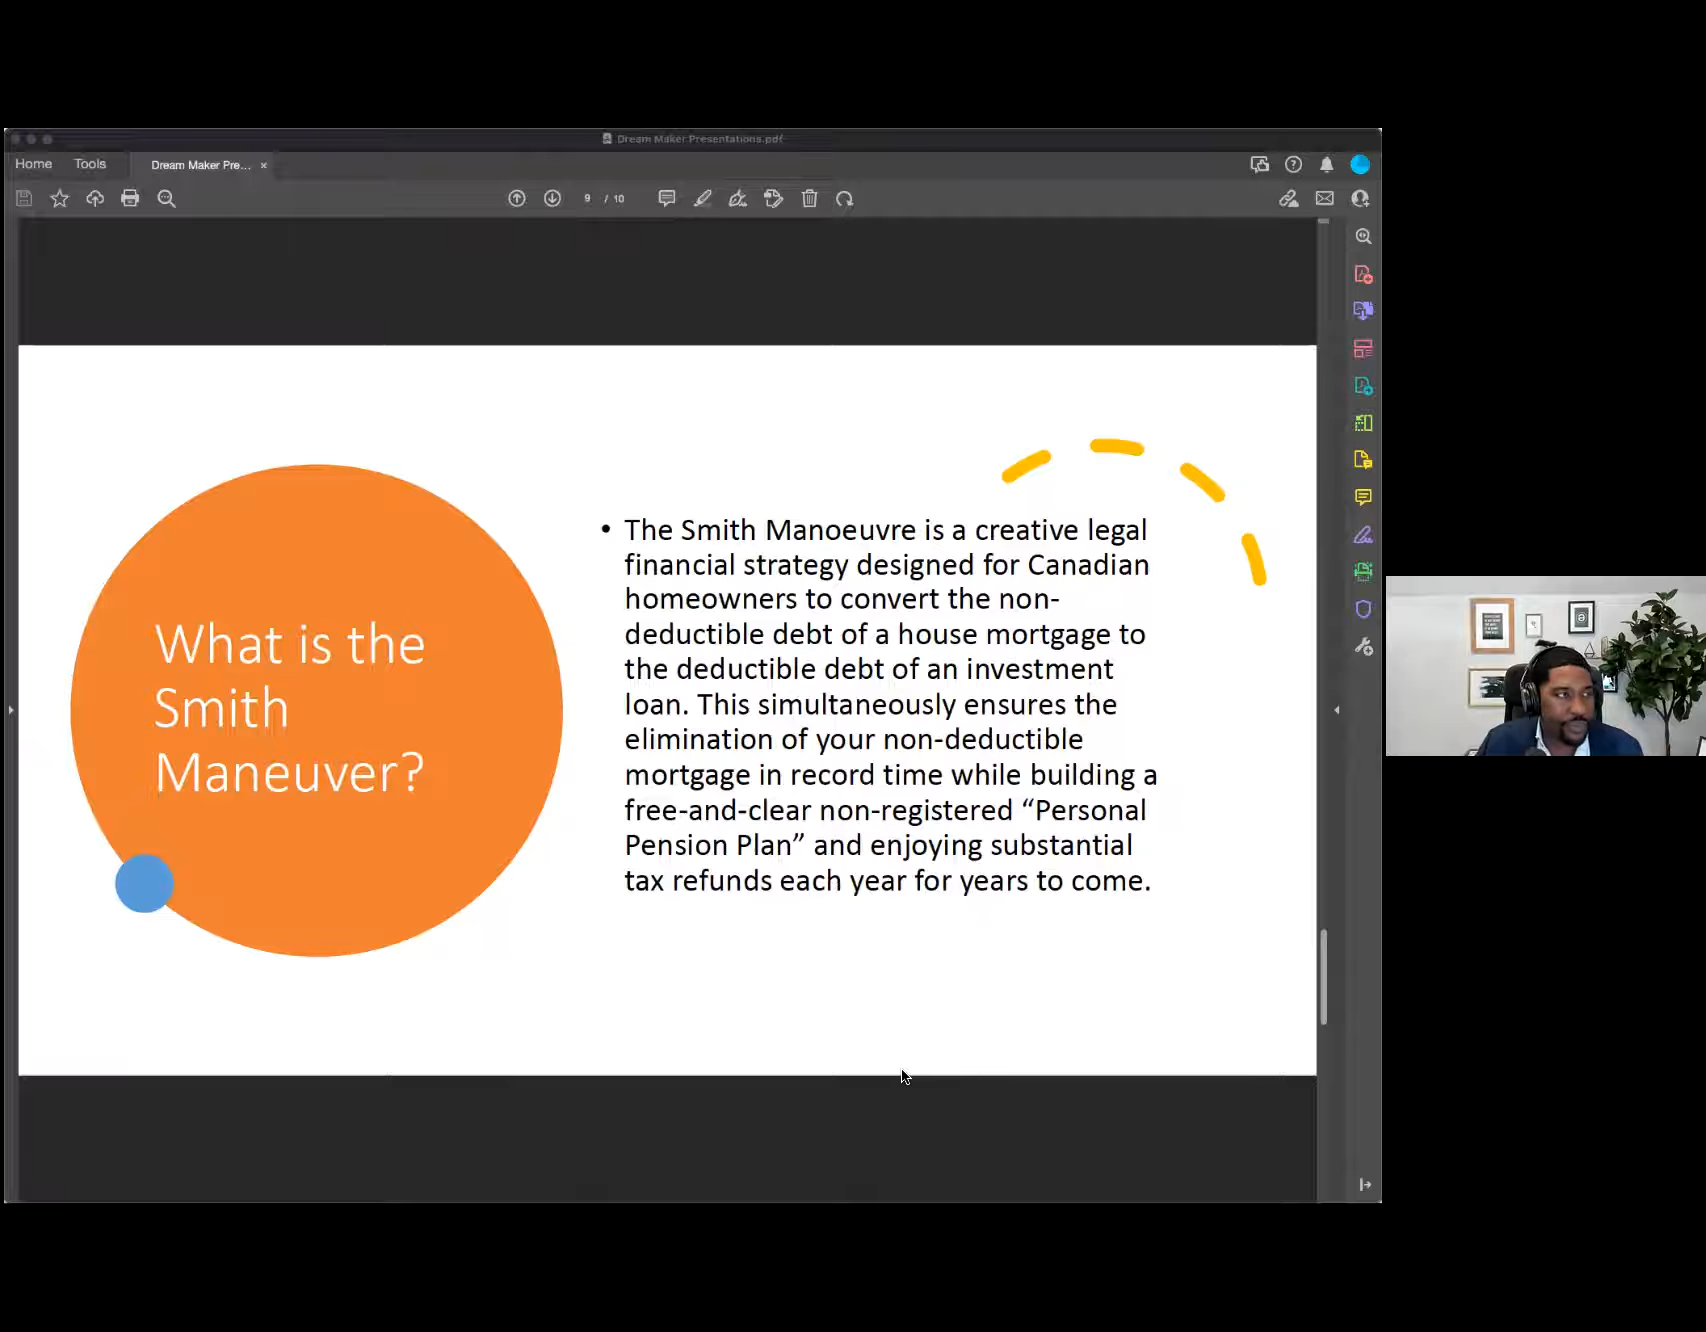 Dream Maker Presentations.pdf
Home Tools Dream Maker Pre... ×
9 / 10
What is the
Smith
Maneuver?
• The Smith Manoeuvre is a creative legal
financial strategy designed for Canadian
homeowners to convert the non-
deductible debt of a house mortgage to
the deductible debt of an investment
loan. This simultaneously ensures the
elimination of your non-deductible
mortgage in record time while building a
free-and-clear non-registered “Personal
Pension Plan” and enjoying substantial
tax refunds each year for years to come.